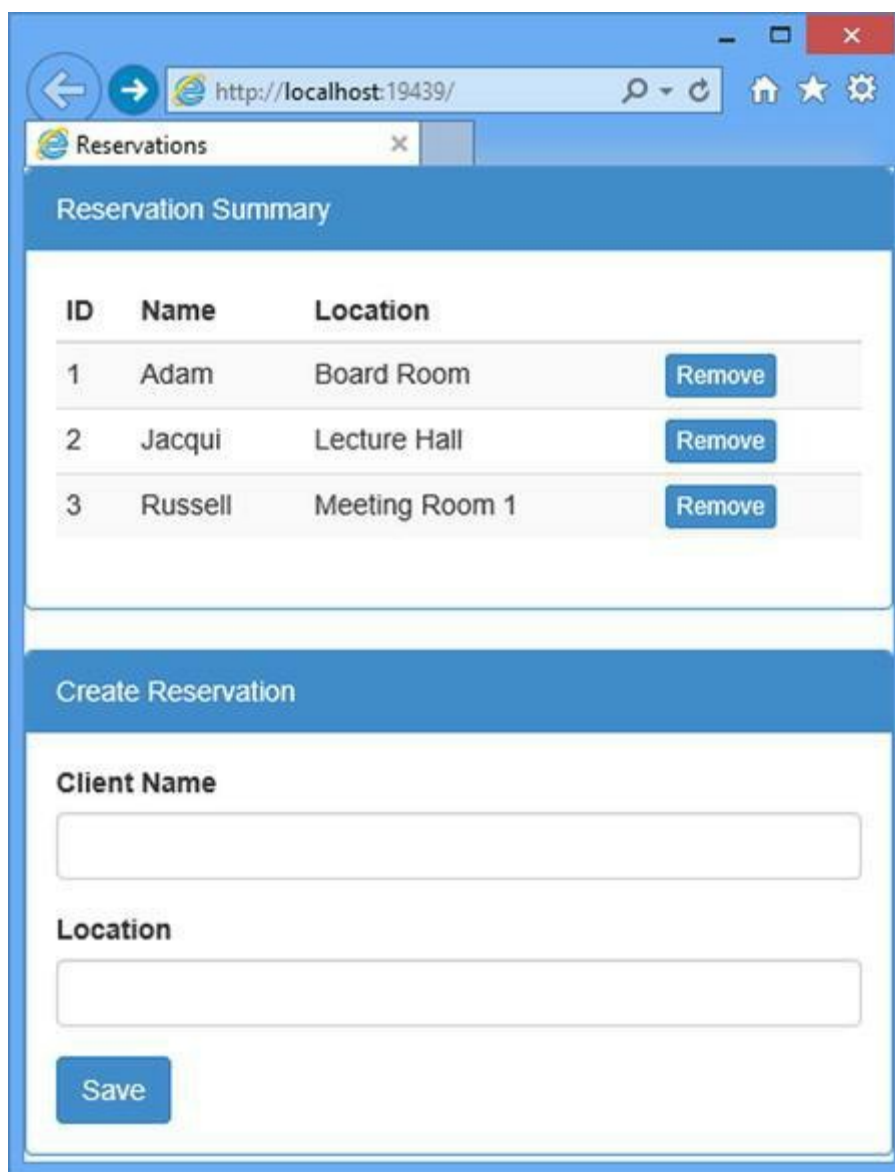 http://localhost:19439/
Reservations
Reservation Summary
ID Name Location
1 Adam Board Room Remove
2 Jacqui Lecture Hall Remove
3 Russell Meeting Room 1 Remove
Create Reservation
Client Name
Location
Save